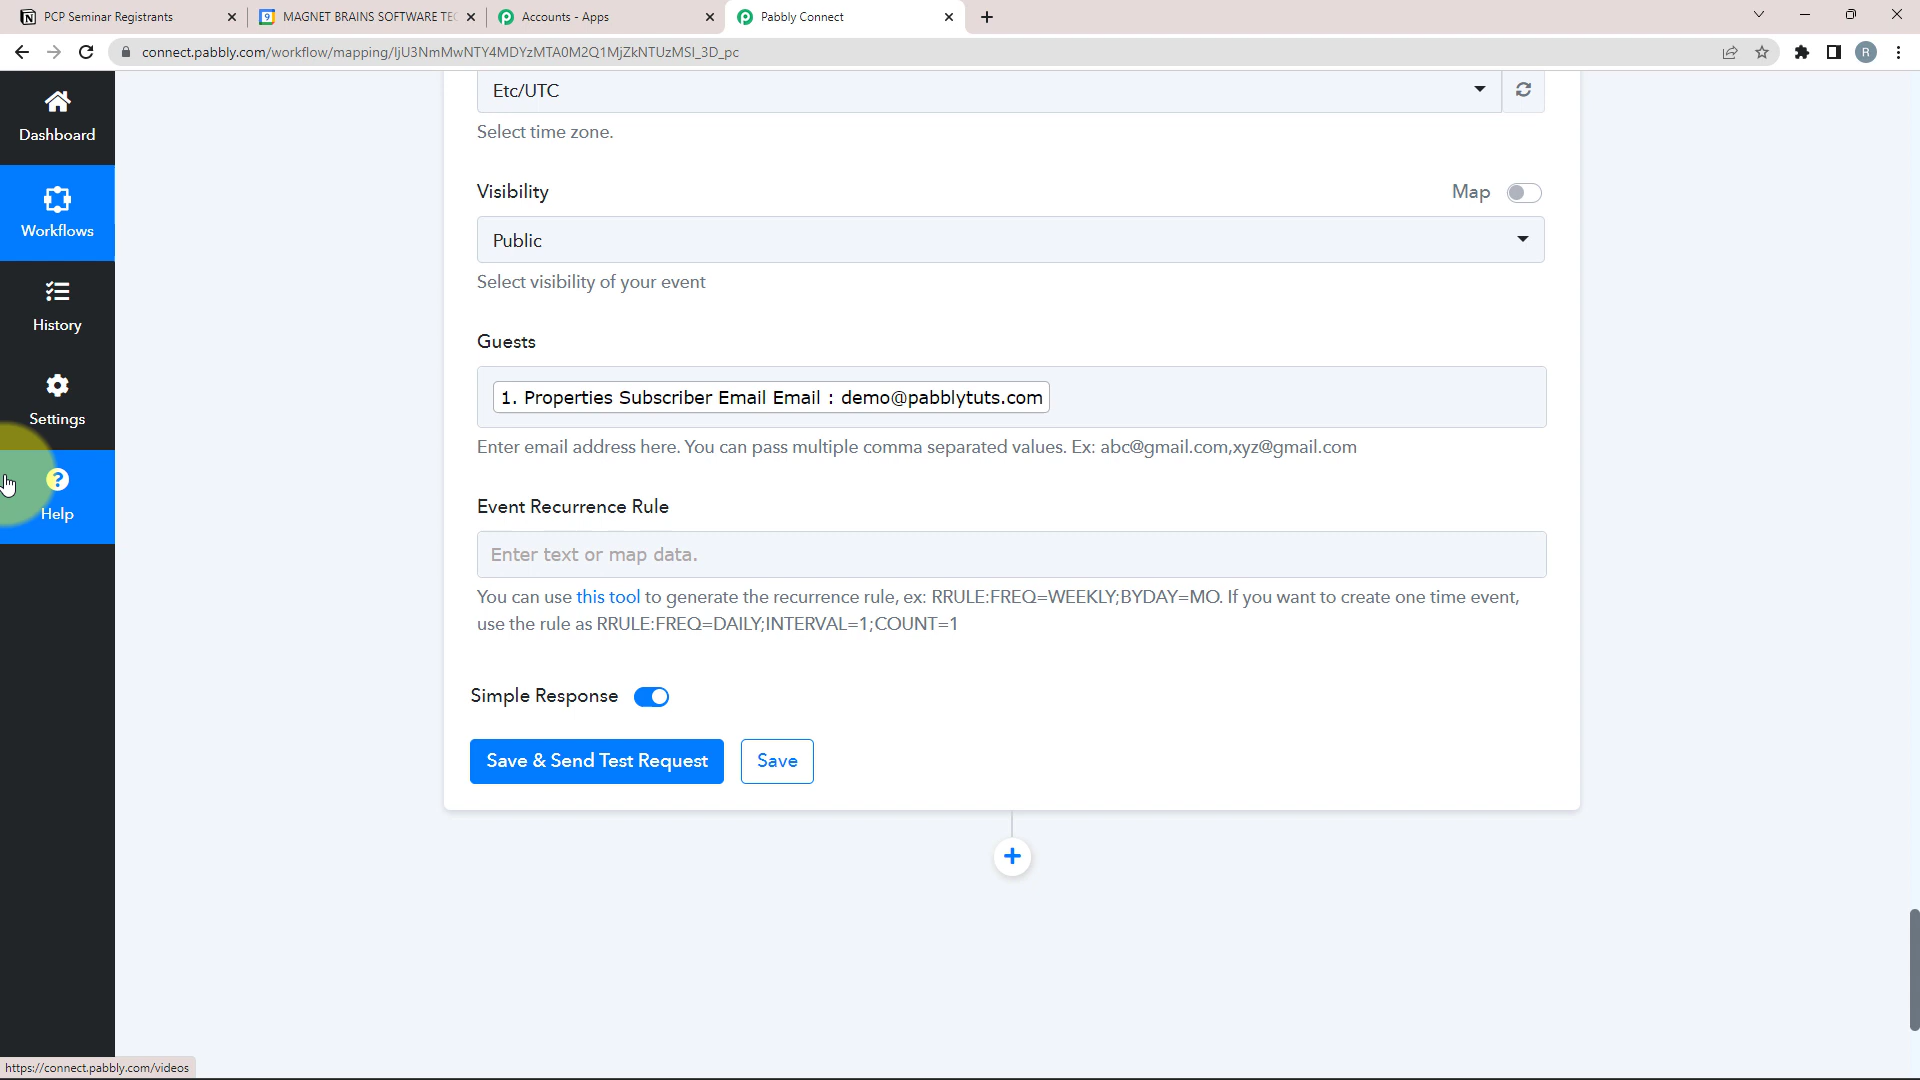 PCP Seminar Registrants
MAGNET BRAINS SOFTWARE TEC
Accounts - Apps
Pabbly Connect
connect.pabbly.com/workflow/mapping/IjU3NmMwNTY4MDYzMTA0M2Q1MjZkNTUzMSI_3D_pc
R
Dashboard
Workflows
History
Settings
Help
Etc/UTC
Select time zone.
Visibility
Map
Public
Select visibility of your event
Guests
1. Properties Subscriber Email Email : demo@pabblytuts.com
Enter email address here. You can pass multiple comma separated values. Ex: abc@gmail.com,xyz@gmail.com
Event Recurrence Rule
Enter text or map data.
You can use this tool to generate the recurrence rule, ex: RRULE:FREQ=WEEKLY;BYDAY=MO. If you want to create one time event,
use the rule as RRULE:FREQ=DAILY;INTERVAL=1;COUNT=1
Simple Response
Save & Send Test Request
Save
https://connect.pabbly.com/videos